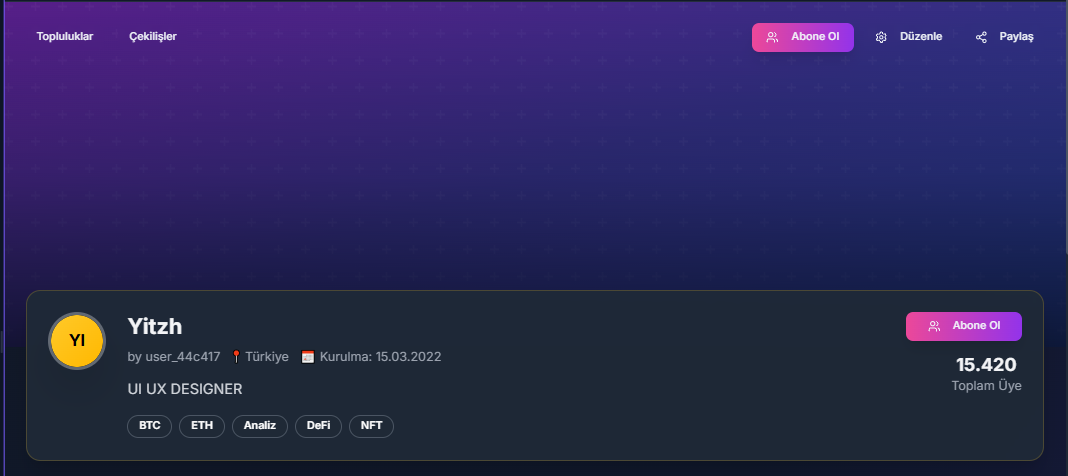 Topluluklar Çekilişler Abone Ol Düzenle Paylaş
YI
Yitzh
by user_44c417 Türkiye Kurulma: 15.03.2022
UI UX DESIGNER
BTC ETH Analiz DeFi NFT
Abone Ol
15.420
Toplam Üye